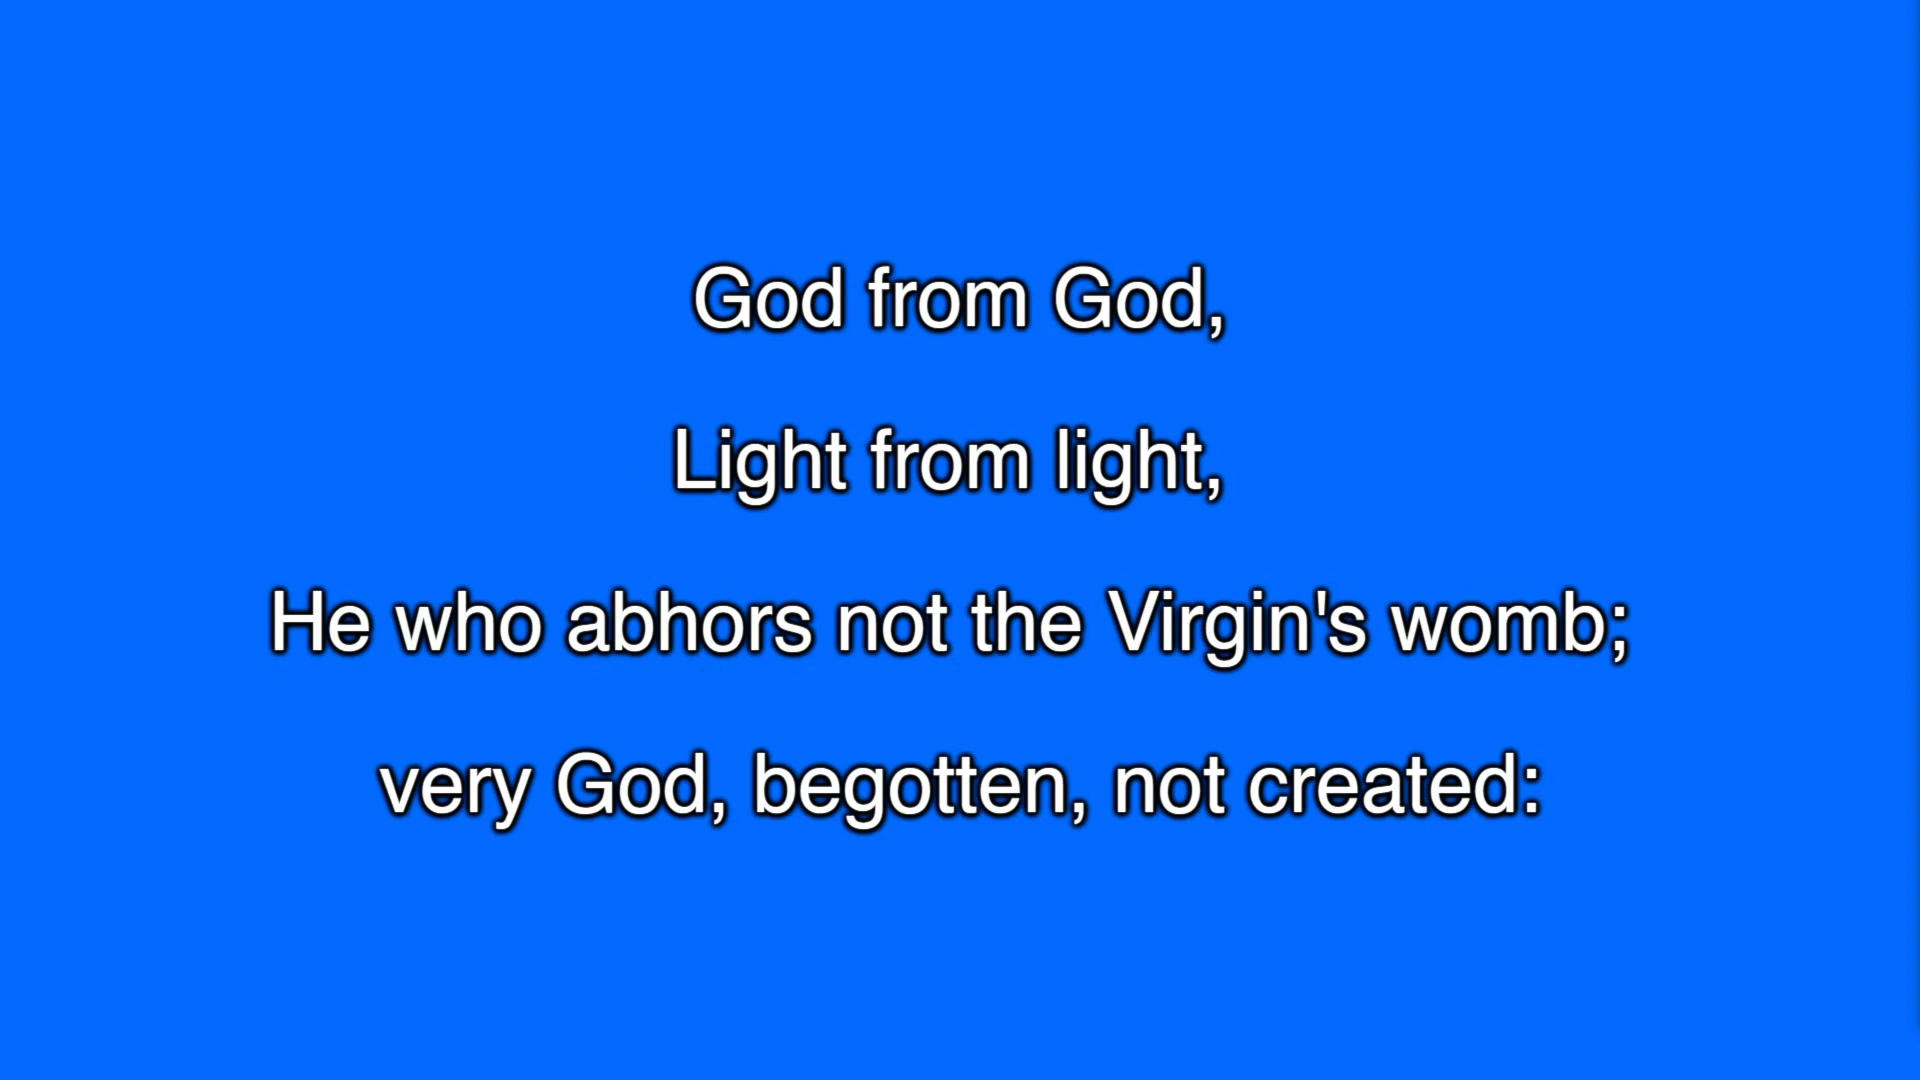 God from God,
Light from light,
He who abhors not the Virgin's womb;
very God, begotten, not created: